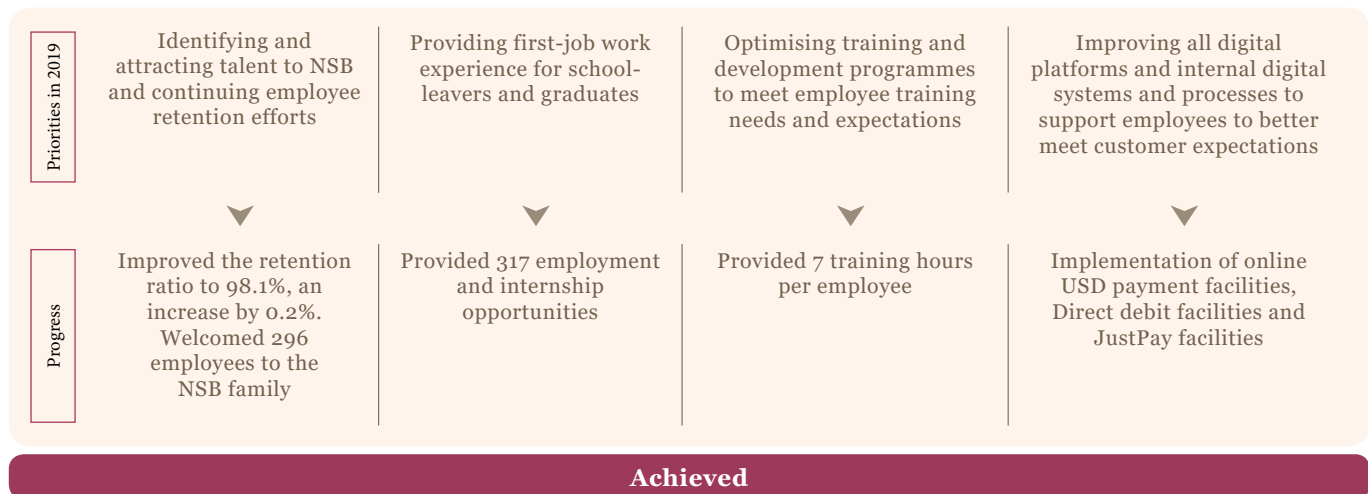 Priorities in 2019
Identifying and
attracting talent to NSB
and continuing employee
retention efforts
Providing first-job work
experience for school-
leavers and graduates
Optimising training and
development programmes
to meet employee training
needs and expectations
Improving all digital
platforms and internal digital
systems and processes to
support employees to better
meet customer expectations
Progress
Improved the retention
ratio to 98.1%, an
increase by 0.2%.
Welcomed 296
employees to the
NSB family
Provided 317 employment
and internship
opportunities
Provided 7 training hours
per employee
Implementation of online
USD payment facilities,
Direct debit facilities and
JustPay facilities
Achieved